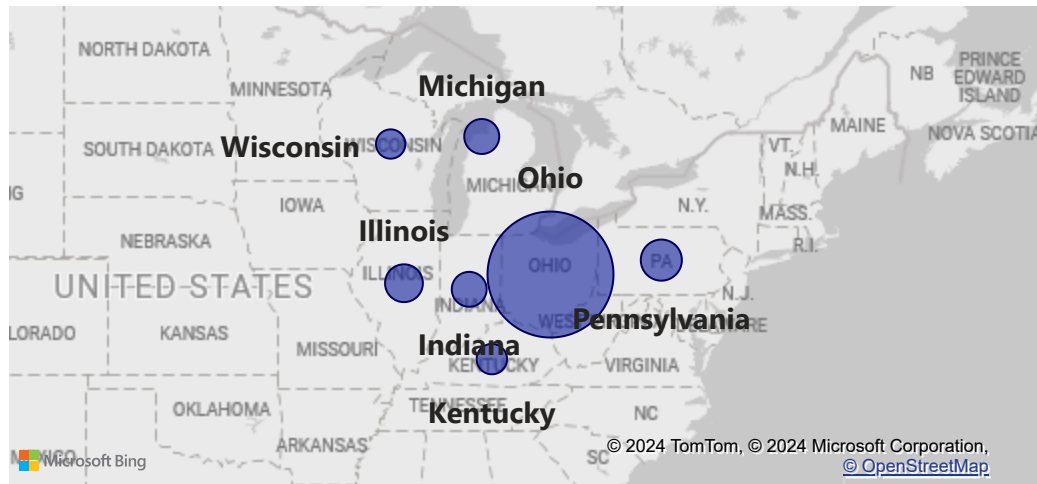 NORTH DAKOTA
MINNESOTA
Michigan
NB
PRINCE
EDWARD
ISLAND
SOUTH DAKOTA
Wisconsin
WISCONSIN
MAINE
NOVA SCOTIA
VT.
N.H.
MICHIGAN
Ohio
IOWA
N.Y.
MASS.
NEBRASKA
Illinois
R.I.
ILLINOIS
OHIO
PA
UNITED STATES
INDIANA
N.J.
WEST
Pennsylvania
KANSAS
MISSOURI
Indiana
KENTUCKY
VIRGINIA
OKLAHOMA
TENNESSEE
Kentucky
NC
ARKANSAS
SC
© 2024 TomTom, © 2024 Microsoft Corporation,
© OpenStreetMap
Microsoft Bing